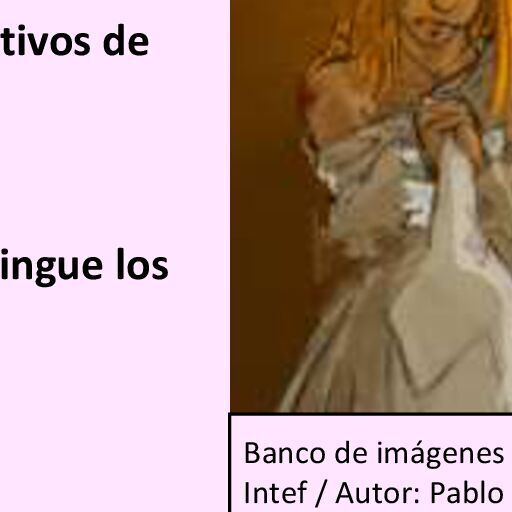 tivos de
ingue los
Banco de imágenes
Intef / Autor: Pablo